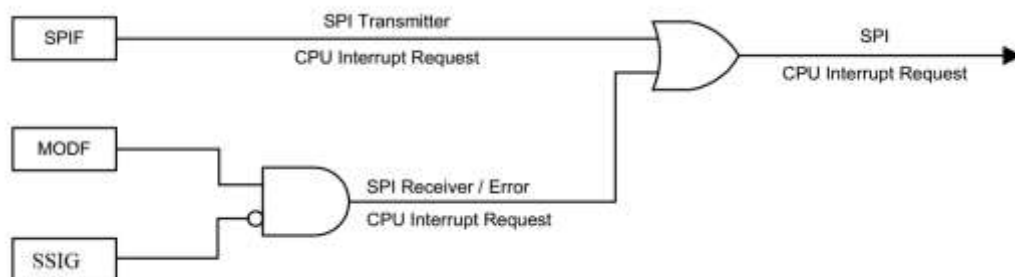 SPIF
SPI Transmitter
CPU Interrupt Request
SPI
CPU Interrupt Request
MODF
SPI Receiver / Error
CPU Interrupt Request
SSIG